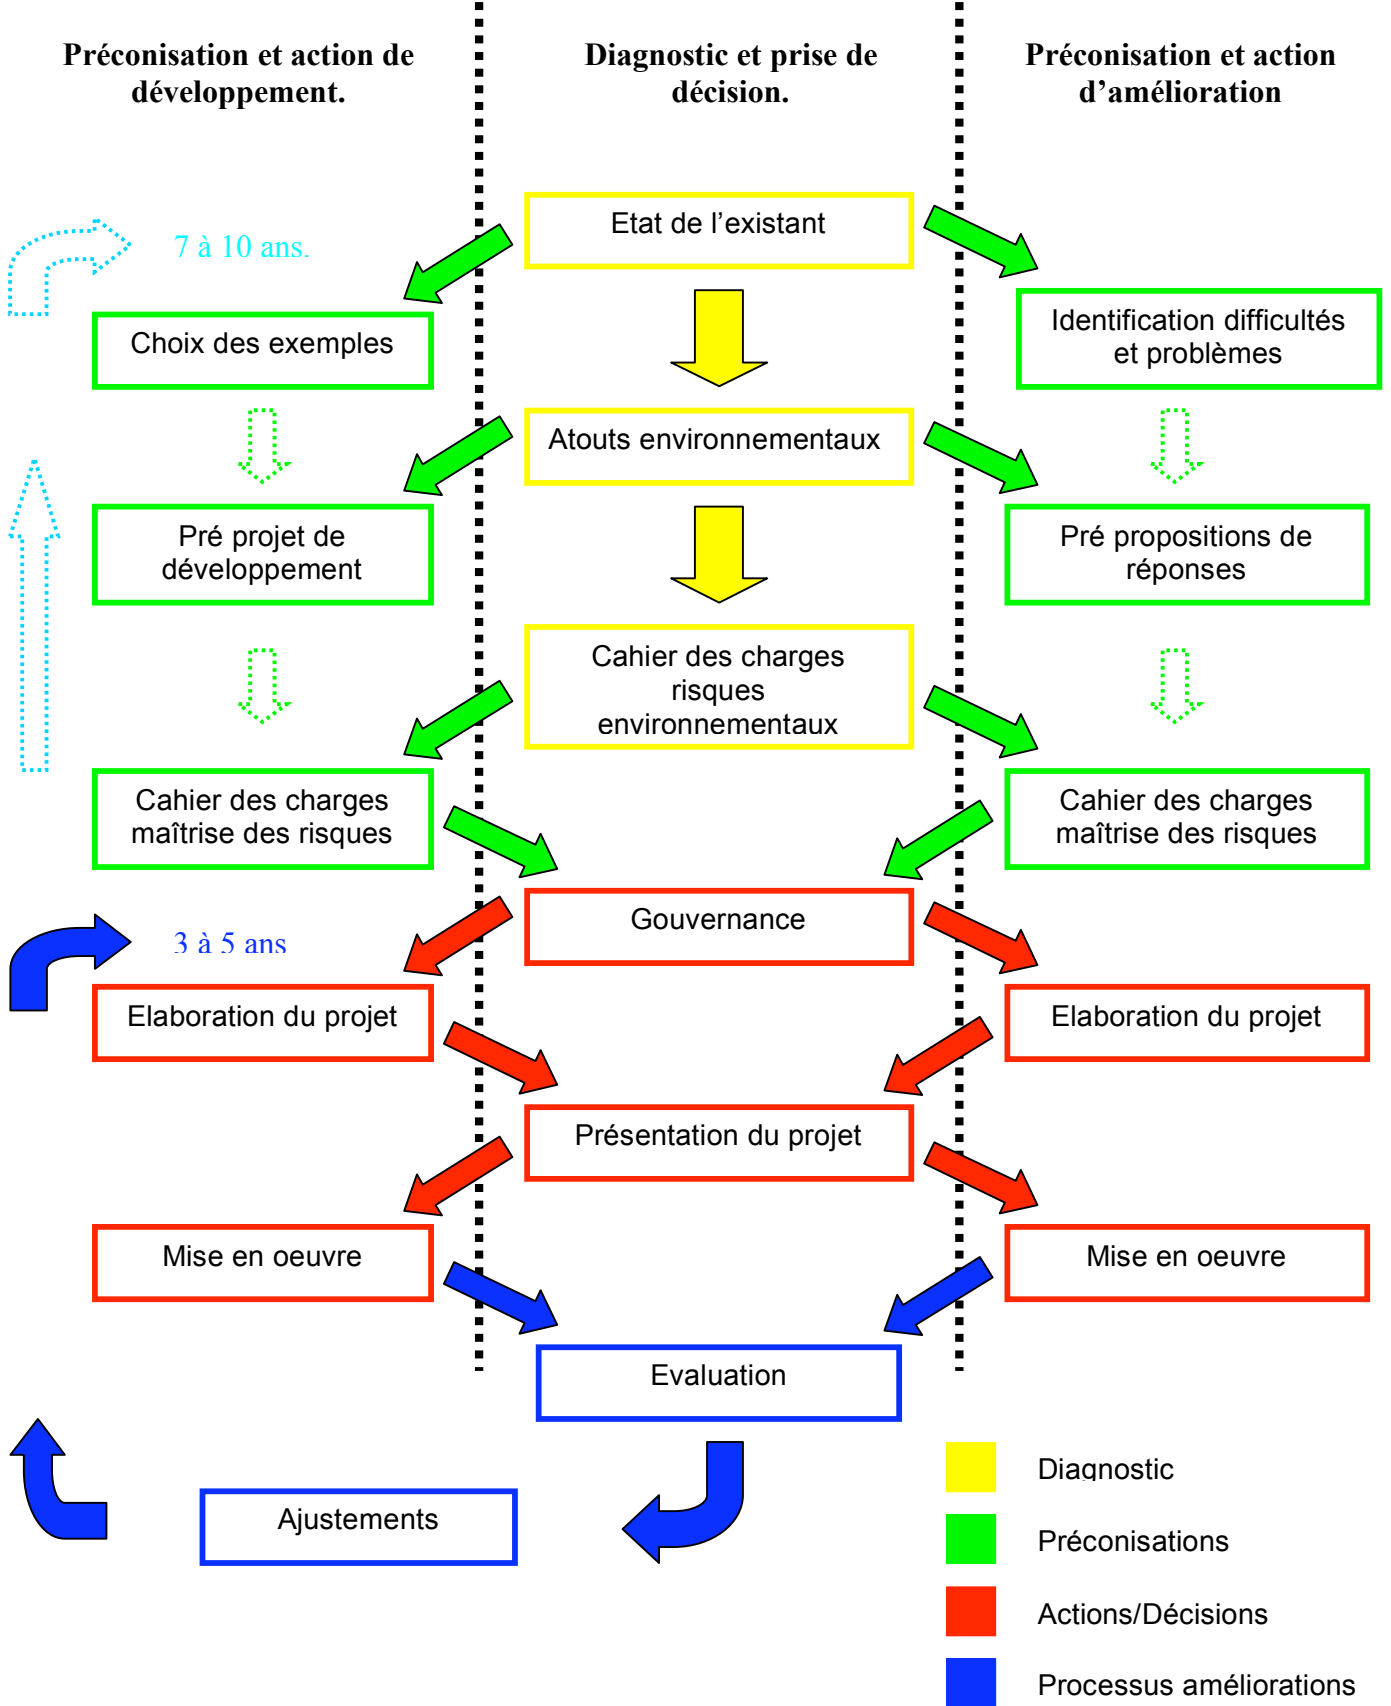 Préconisation et action de
développement.
Diagnostic et prise de
décision.
Préconisation et action
d’amélioration
Etat de l’existant
7 à 10 ans.
Choix des exemples
Identification difficultés
et problèmes
Atouts environnementaux
Pré projet de
développement
Pré propositions de
réponses
Cahier des charges
risques
environnementaux
Cahier des charges
maîtrise des risques
Cahier des charges
maîtrise des risques
Gouvernance
3 à 5 ans
Elaboration du projet
Elaboration du projet
Présentation du projet
Mise en oeuvre
Mise en oeuvre
Evaluation
Ajustements
Diagnostic
Préconisations
Actions/Décisions
Processus améliorations